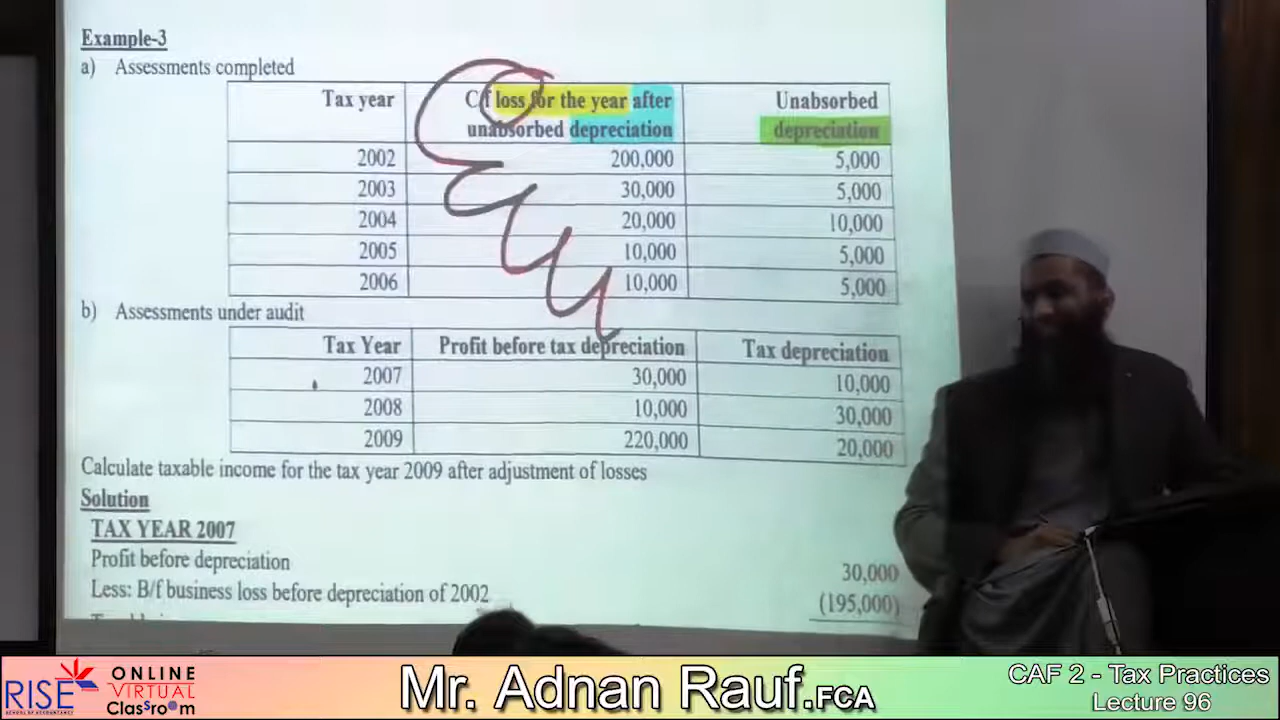 Example-3
a) Assessments completed
Tax year C/f loss for the year after unabsorbed depreciation Unabsorbed depreciation
2002 200,000 5,000
2003 30,000 5,000
2004 20,000 10,000
2005 10,000 5,000
2006 10,000 5,000
b) Assessments under audit
Tax Year Profit before tax depreciation Tax depreciation
2007 30,000 10,000
2008 10,000 30,000
2009 220,000 20,000
Calculate taxable income for the tax year 2009 after adjustment of losses
Solution
TAX YEAR 2007
Profit before depreciation 30,000
Less: B/f business loss before depreciation of 2002 (195,000)
RISE
SCHOOL OF ACCOUNTANCY
ONLINE
VIRTUAL
ClasSro m
Mr. Adnan Rauf.FCA
CAF 2 - Tax Practices
Lecture 96